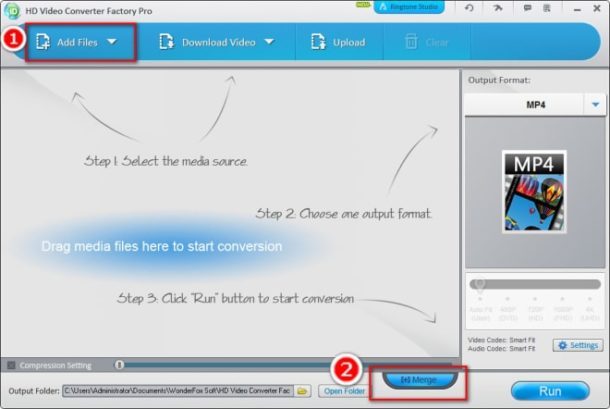 HD Video Converter Factory Pro
Ringtone Studio
1
Add Files
Download Video
Upload
Clear
Output Format:
MP4
MP4
Step 1: Select the media source.
Step 2: Choose one output format.
Drag media files here to start conversion
Step 3: Click "Run" button to start conversion
Auto Fit 480P 720P 1080P 4K
(User) (DVD) (HD) (FHD) (UHD)
Video Codec: Smart Fit
Audio Codec: Smart Fit
Settings
Compression Setting
2
Merge
Output Folder:
C:\Users\Administrator\Documents\WonderFox Soft\HD Video Converter Fac
Open Folder
Run